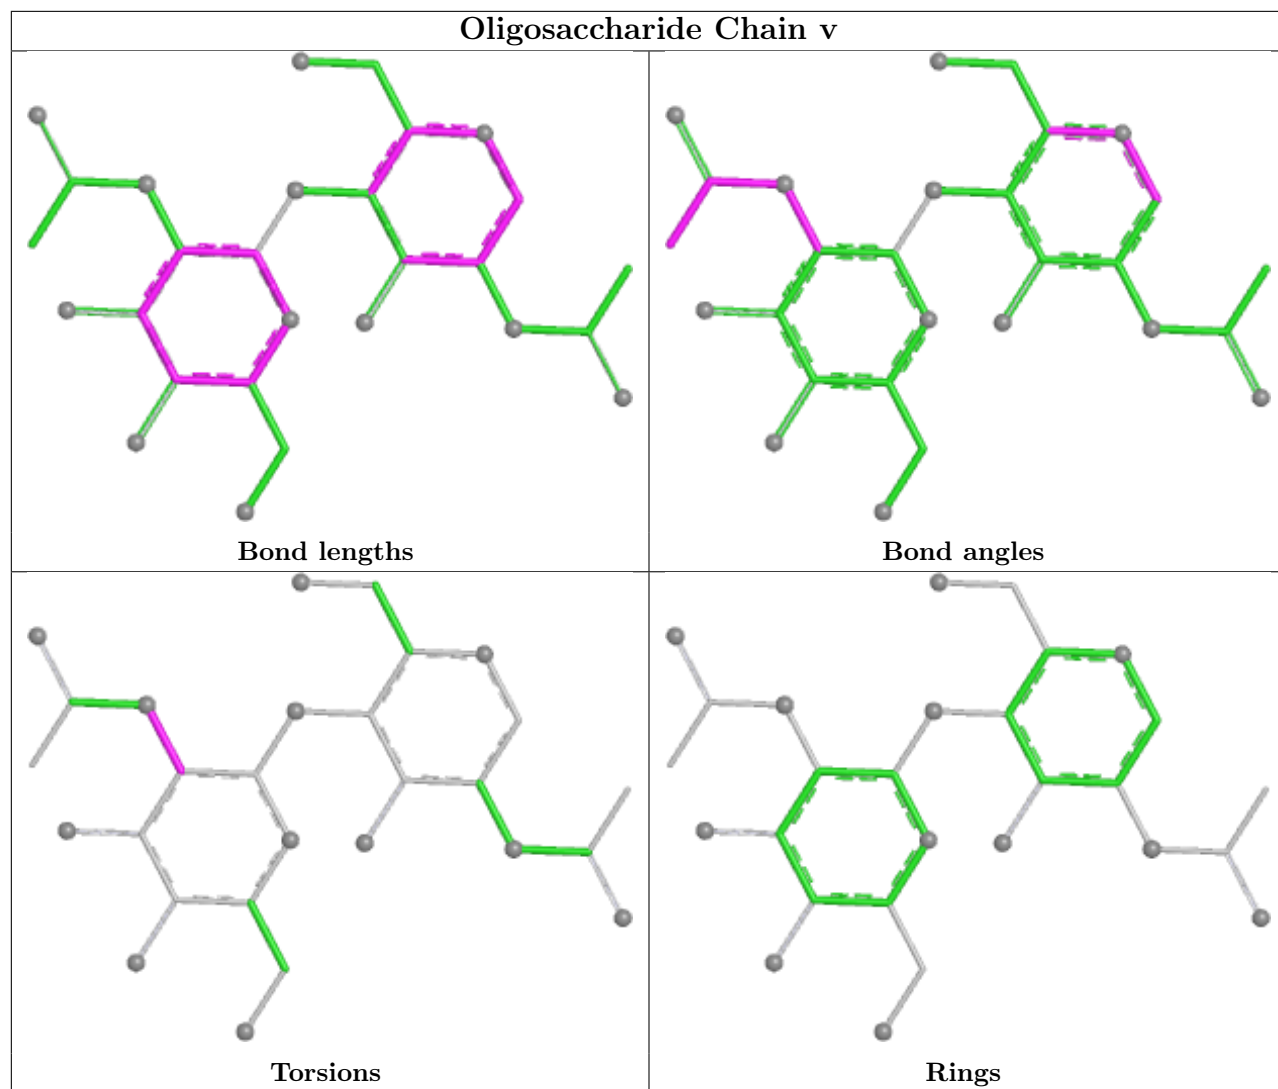 Oligosaccharide Chain v
Bond lengths
Bond angles
Torsions
Rings